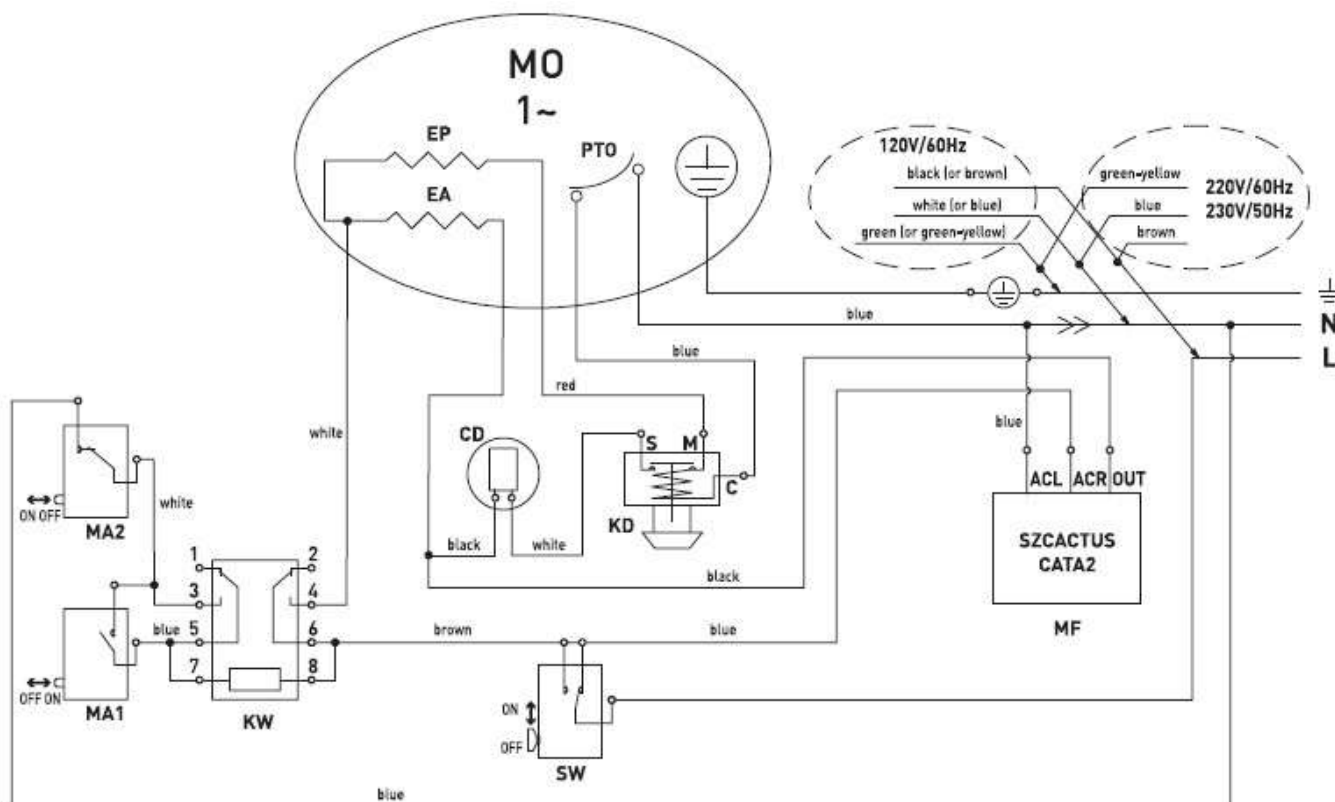 MO
1~
EP
EA
PTO
120V/60Hz
black (or brown)
white (or blue)
green (or green-yellow)
green-yellow
220V/60Hz
blue
230V/50Hz
brown
N
L
blue
blue
red
white
CD
S
M
C
KD
black
white
black
blue
ACL
ACR
OUT
SZCACTUS
CATA2
MF
ON OFF
MA2
white
1
2
3
4
5
6
7
8
blue
OFF ON
MA1
KW
brown
blue
ON
OFF
SW
blue